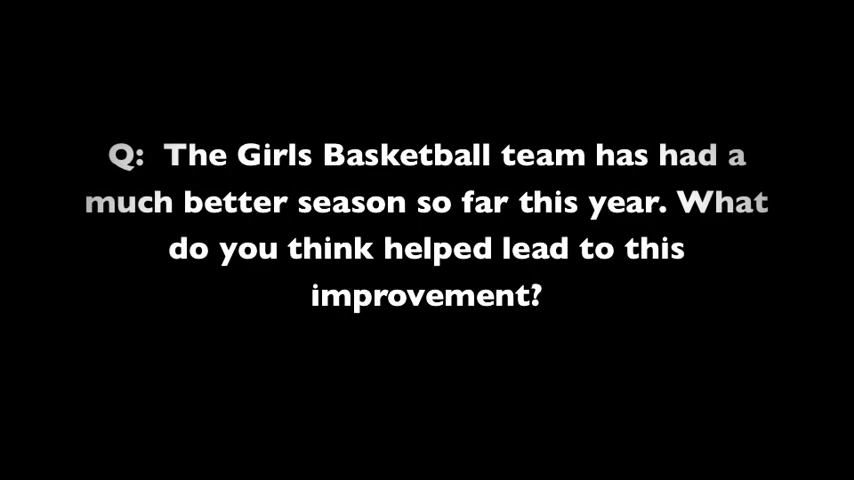 Q:  The Girls Basketball team has had a
much better season so far this year. What
do you think helped lead to this
improvement?